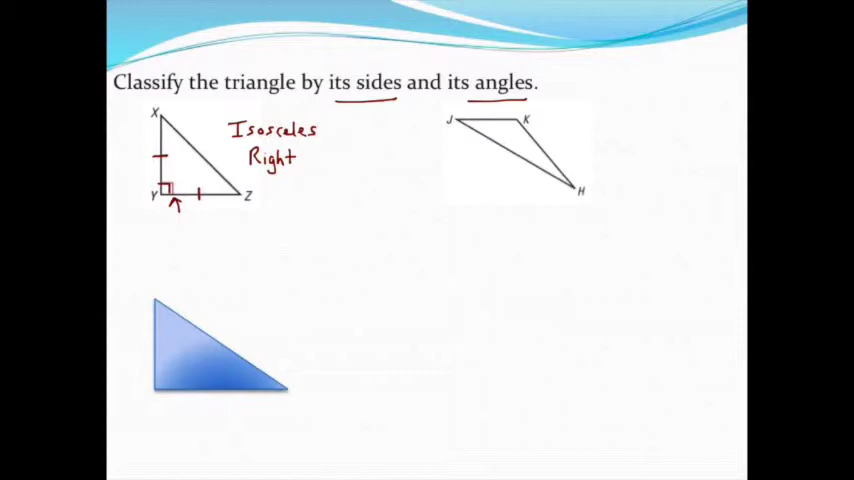 Classify the triangle by its sides and its angles.
X
Isosceles
Right
Y
Z
J
K
H